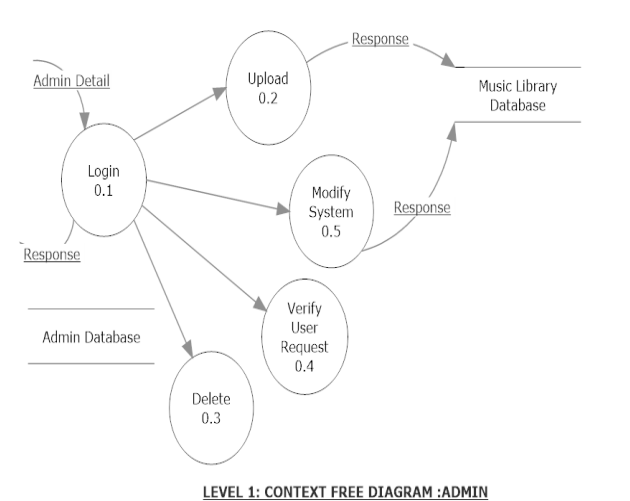 Response
Admin Detail
Upload
0.2
Music Library
Database
Login
0.1
Modify
System
0.5
Response
Response
Verify
User
Request
0.4
Admin Database
Delete
0.3
LEVEL 1: CONTEXT FREE DIAGRAM :ADMIN